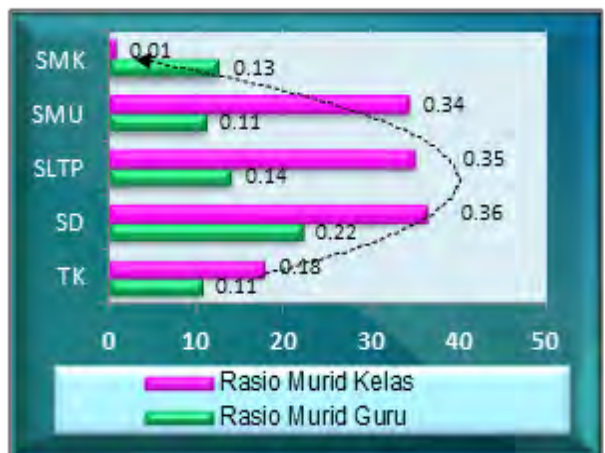 SMK
0.01
0.13
SMU
0.34
0.11
SLTP
0.35
0.14
SD
0.36
0.22
TK
0.18
0.11
0 10 20 30 40 50
Rasio Murid Kelas
Rasio Murid Guru